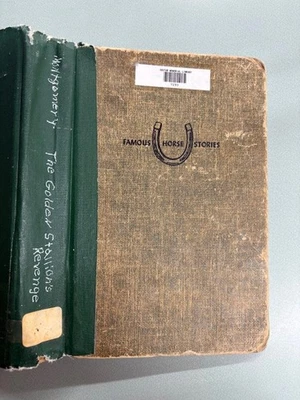 Montgomery. The Golden Stallion's
Revenge
FAMOUS HORSE STORIES